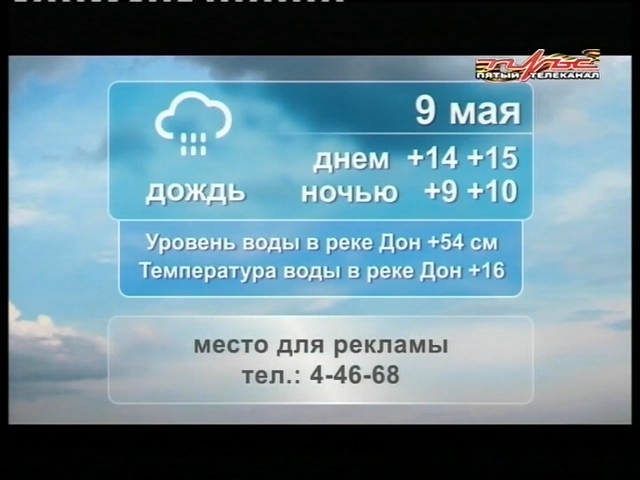 ПУЛЬС
ПЯТЫЙ ТЕЛЕКАНАЛ
9 мая
днем +14 +15
дождь
ночью +9 +10
Уровень воды в реке Дон +54 см
Температура воды в реке Дон +16
место для рекламы
тел.: 4-46-68